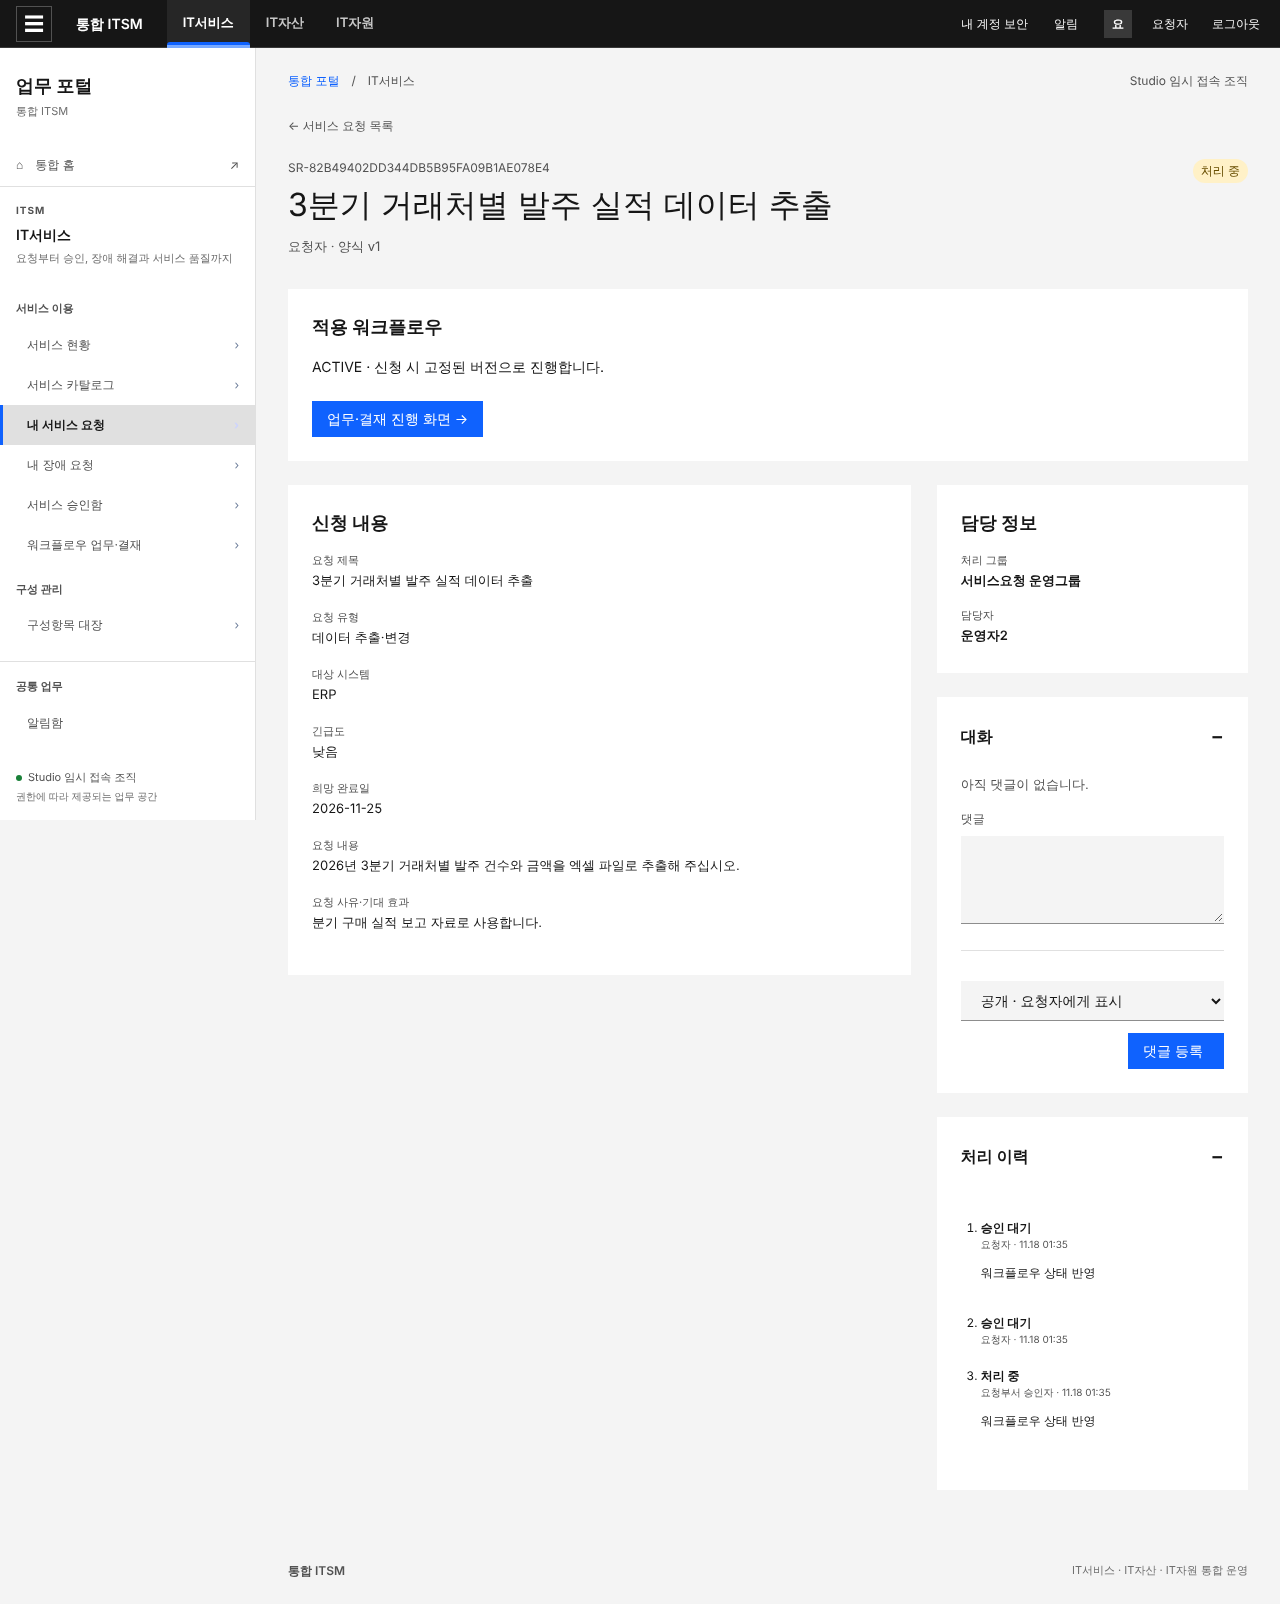 통합 ITSM
IT서비스
IT자산
IT자원
내 계정 보안
알림
요
요청자
로그아웃
업무 포털
통합 ITSM
통합 홈
ITSM
IT서비스
요청부터 승인, 장애 해결과 서비스 품질까지
서비스 이용
서비스 현황
서비스 카탈로그
내 서비스 요청
내 장애 요청
서비스 승인함
워크플로우 업무·결재
구성 관리
구성항목 대장
공통 업무
알림함
Studio 임시 접속 조직
권한에 따라 제공되는 업무 공간
통합 포털 / IT서비스
Studio 임시 접속 조직
← 서비스 요청 목록
SR-82B49402DD344DB5B95FA09B1AE078E4
처리 중
3분기 거래처별 발주 실적 데이터 추출
요청자 · 양식 v1
적용 워크플로우
ACTIVE · 신청 시 고정된 버전으로 진행합니다.
업무·결재 진행 화면 →
신청 내용
요청 제목
3분기 거래처별 발주 실적 데이터 추출
요청 유형
데이터 추출·변경
대상 시스템
ERP
긴급도
낮음
희망 완료일
2026-11-25
요청 내용
2026년 3분기 거래처별 발주 건수와 금액을 엑셀 파일로 추출해 주십시오.
요청 사유·기대 효과
분기 구매 실적 보고 자료로 사용합니다.
담당 정보
처리 그룹
서비스요청 운영그룹
담당자
운영자2
대화
아직 댓글이 없습니다.
댓글
공개 · 요청자에게 표시
댓글 등록
처리 이력
1. 승인 대기
요청자 · 11.18 01:35
워크플로우 상태 반영
2. 승인 대기
요청자 · 11.18 01:35
3. 처리 중
요청부서 승인자 · 11.18 01:35
워크플로우 상태 반영
통합 ITSM
IT서비스 · IT자산 · IT자원 통합 운영